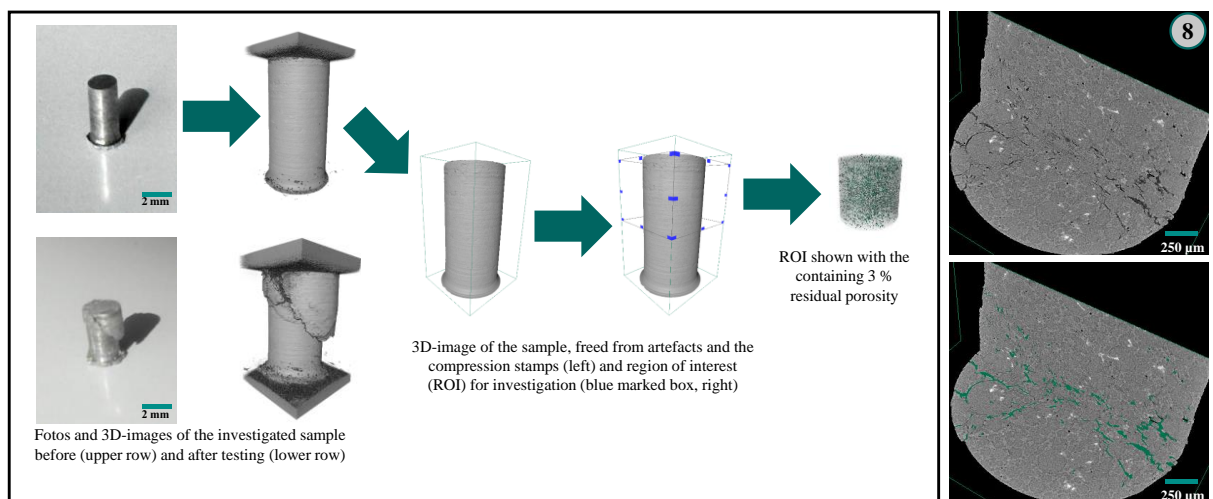 8
2 mm
2 mm
Fotos and 3D-images of the investigated sample
before (upper row) and after testing (lower row)
3D-image of the sample, freed from artefacts and the
compression stamps (left) and region of interest
(ROI) for investigation (blue marked box, right)
ROI shown with the
containing 3 %
residual porosity
250 µm
250 µm